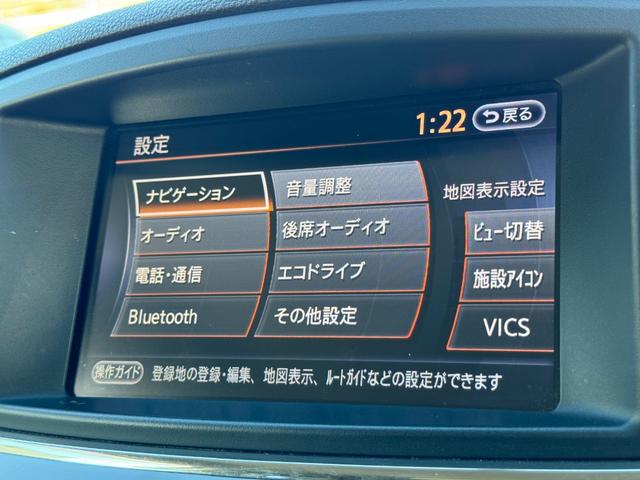 設定
1:22
戻る
ナビゲーション
音量調整
地図表示設定
オーディオ
後席オーディオ
ビュー切替
電話・通信
エコドライブ
施設アイコン
Bluetooth
その他設定
VICS
操作ガイド 登録地の登録・編集、地図表示、ルートガイドなどの設定ができます